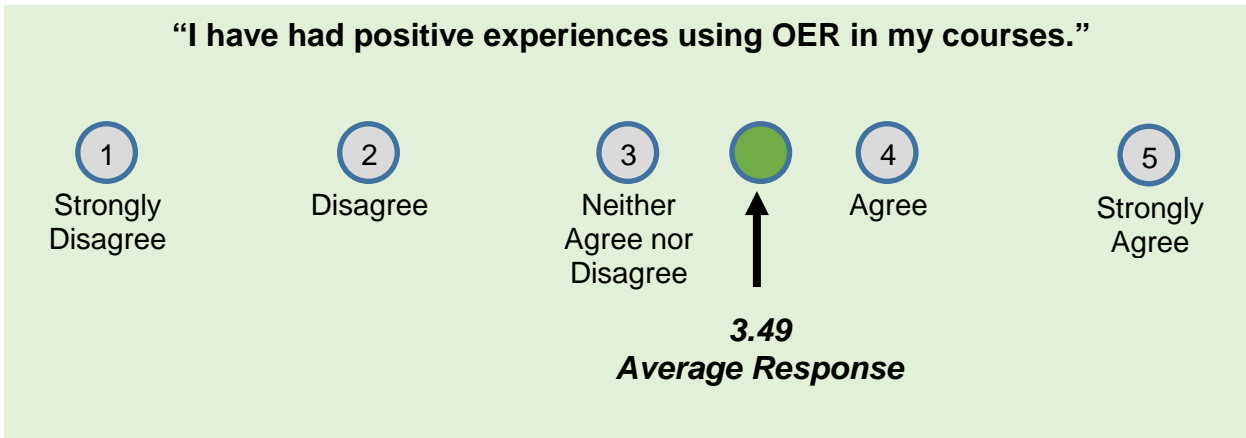 “I have had positive experiences using OER in my courses.”
1
2
3
4
5
Strongly
Disagree
Disagree
Neither
Agree nor
Disagree
Agree
Strongly
Agree
3.49
Average Response